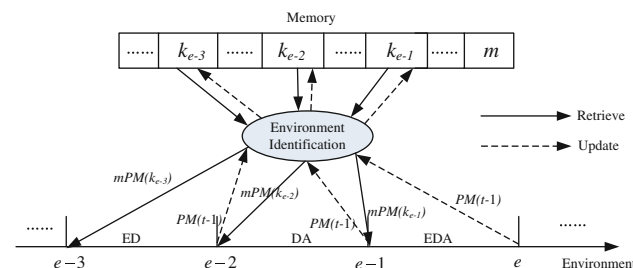 Memory
...... k_{e-3} ...... k_{e-2} ...... k_{e-1} ...... m
Environment
Identification
Retrieve
Update
mPM(k_{e-3})
mPM(k_{e-2})
mPM(k_{e-1})
PM(t-1)
PM(t-1)
PM(t-1)
...... ED DA EDA ......
e-3 e-2 e-1 e Environment